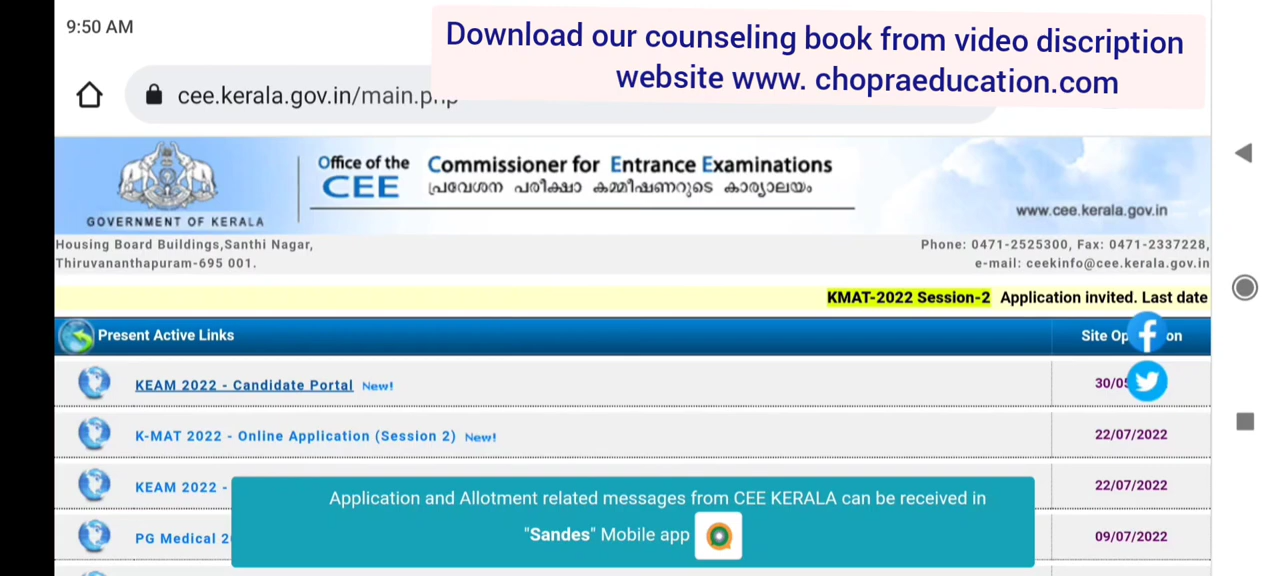 9:50 AM
Download our counseling book from video discription
website www. chopraeducation.com
cee.kerala.gov.in/main.php
Office of the Commissioner for Entrance Examinations
CEE പ്രവേശന പരീക്ഷാ കമ്മീഷണറുടെ കാര്യാലയം
GOVERNMENT OF KERALA
www.cee.kerala.gov.in
Housing Board Buildings,Santhi Nagar,
Thiruvananthapuram-695 001.
Phone: 0471-2525300, Fax: 0471-2337228,
e-mail: ceekinfo@cee.kerala.gov.in
KMAT-2022 Session-2 Application invited. Last date
Present Active Links
Site Op on
KEAM 2022 - Candidate Portal New!
30/0
K-MAT 2022 - Online Application (Session 2) New!
22/07/2022
KEAM 2022 -
22/07/2022
PG Medical 2
09/07/2022
Application and Allotment related messages from CEE KERALA can be received in
"Sandes" Mobile app